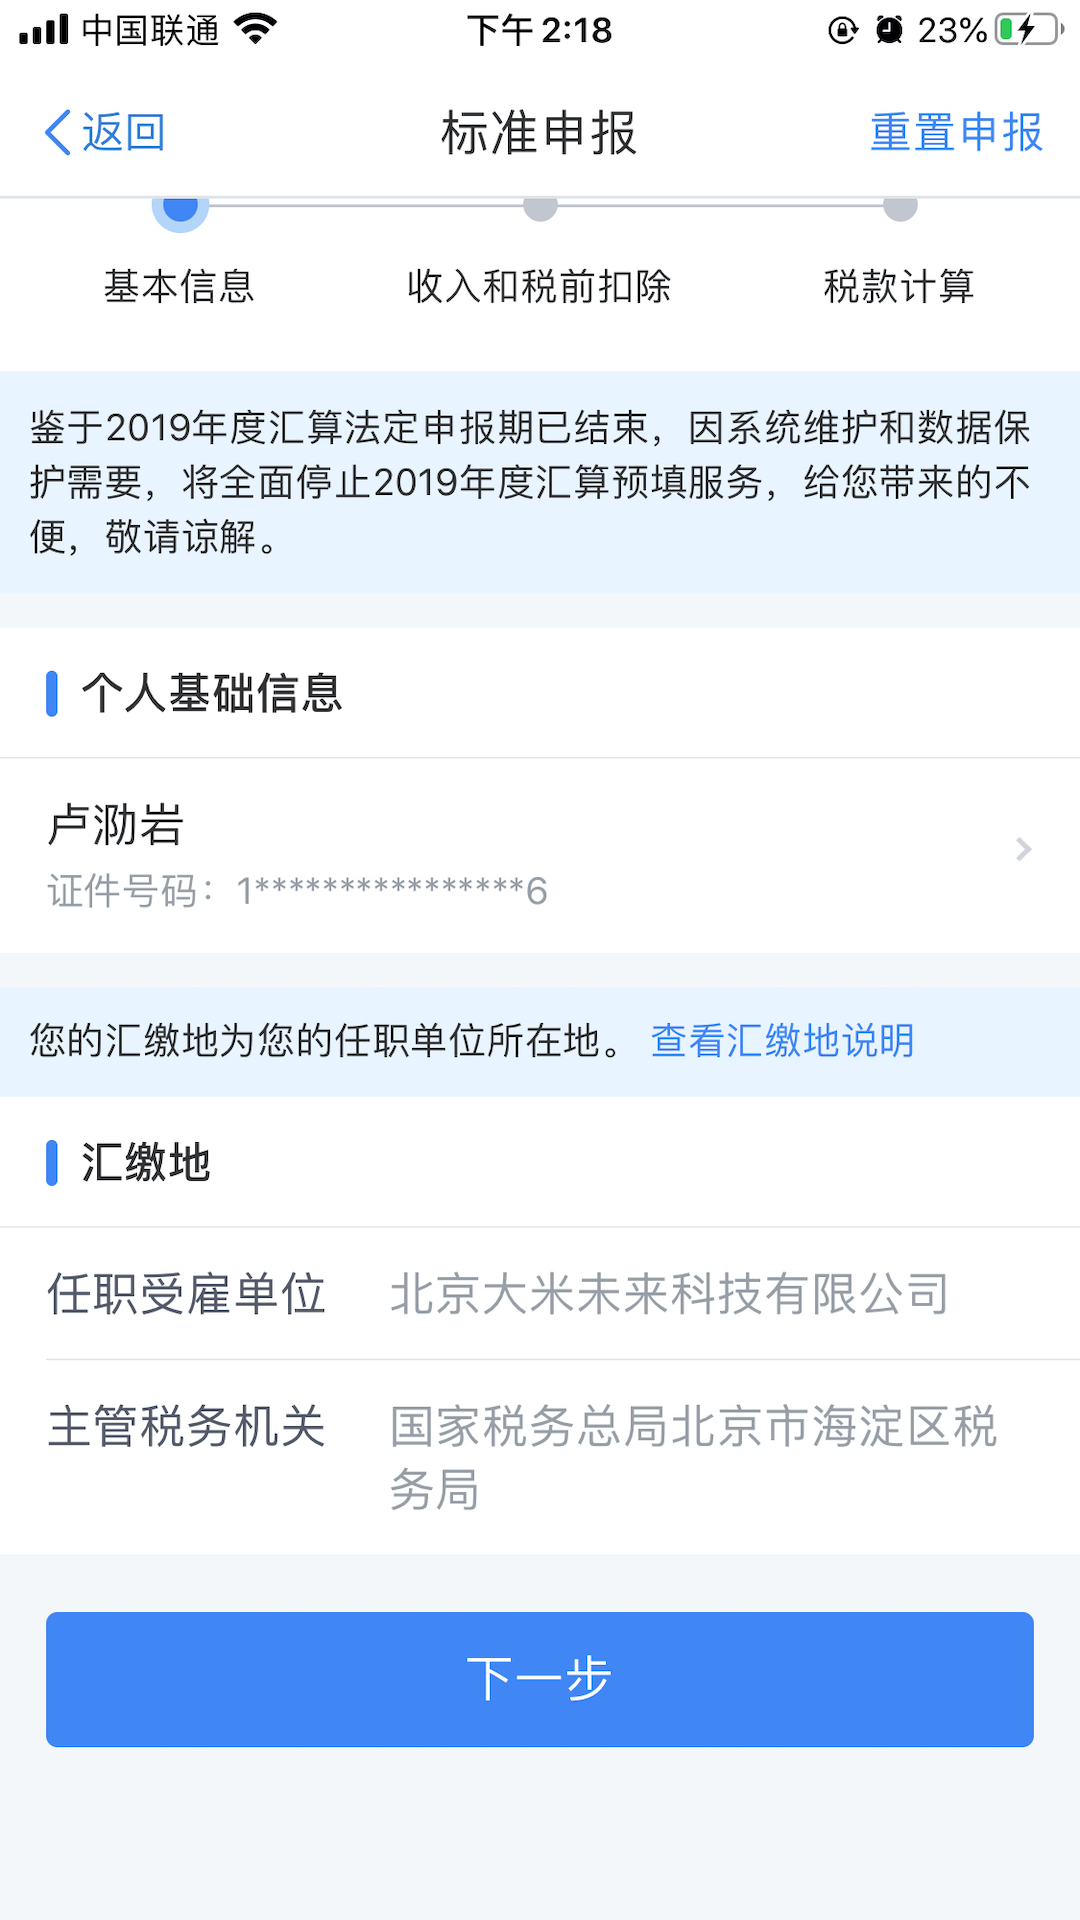 中国联通 下午 2:18 23%
返回 标准申报 重置申报
基本信息 收入和税前扣除 税款计算
鉴于2019年度汇算法定申报期已结束，因系统维护和数据保
护需要，将全面停止2019年度汇算预填服务，给您带来的不
便，敬请谅解。
个人基础信息
卢泐岩
证件号码：1****************6
您的汇缴地为您的任职单位所在地。 查看汇缴地说明
汇缴地
任职受雇单位 北京大米未来科技有限公司
主管税务机关 国家税务总局北京市海淀区税
务局
下一步